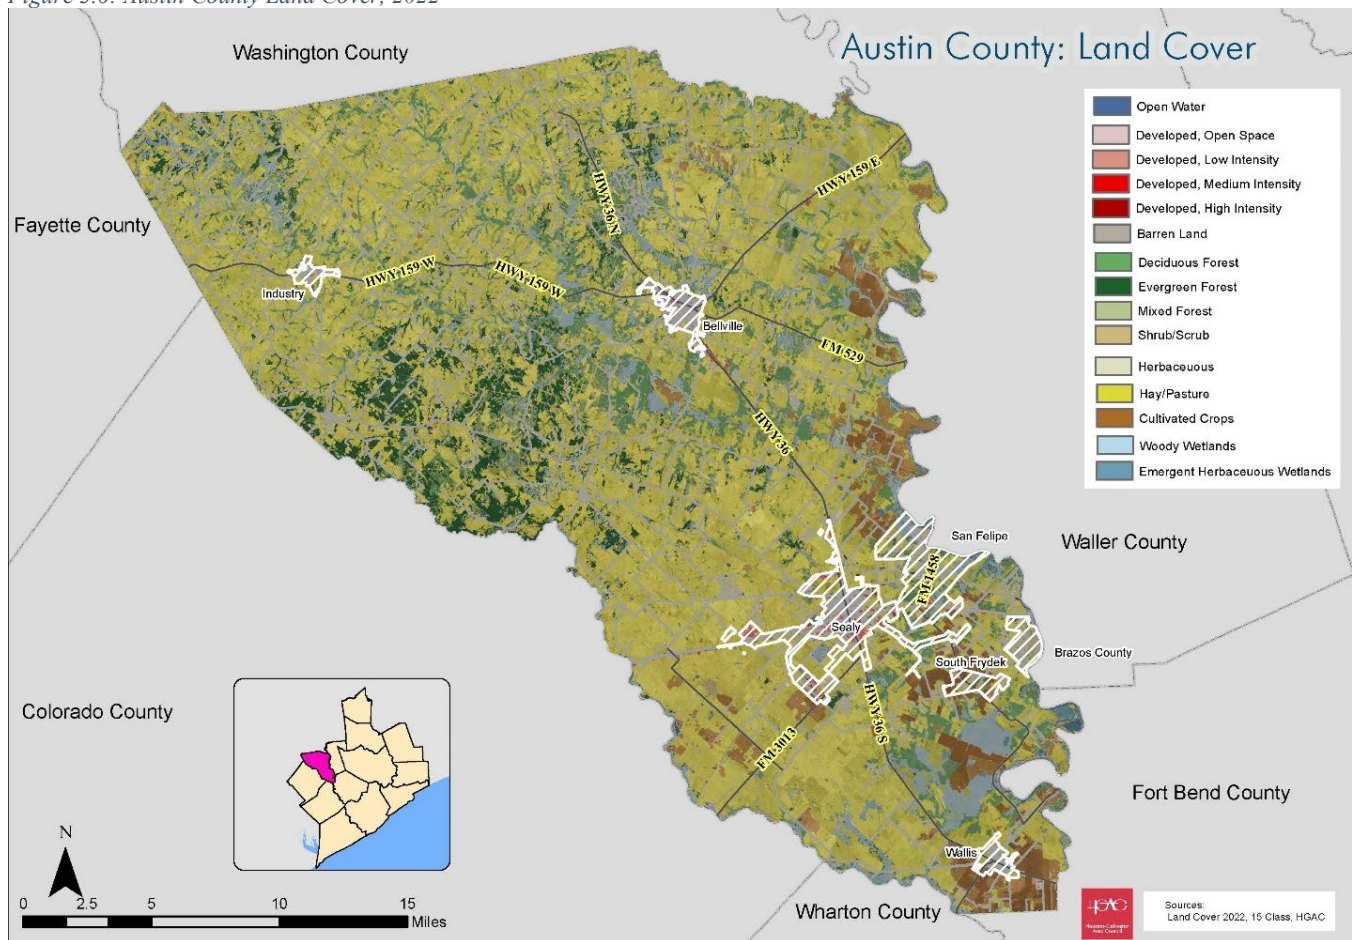 Figure 3.6: Austin County Land Cover, 2022
Austin County: Land Cover
Washington County
Fayette County
Colorado County
Wharton County
Fort Bend County
Waller County
Open Water
Developed, Open Space
Developed, Low Intensity
Developed, Medium Intensity
Developed, High Intensity
Barren Land
Deciduous Forest
Evergreen Forest
Mixed Forest
Shrub/Scrub
Herbaceuous
Hay/Pasture
Cultivated Crops
Woody Wetlands
Emergent Herbaceuous Wetlands
HWY 36 N
HWY 159 E
HWY 159 W
HWY 159 W
Industry
Bellville
FM 529
HWY 36
San Felipe
FM 1458
Sealy
Brazos County
South Frydek
HWY 36 S
FM 3013
Wallis
N
0 2.5 5 10 15
Miles
HGAC
Houston-Galveston
Area Council
Sources:
Land Cover 2022, 15 Class, HGAC